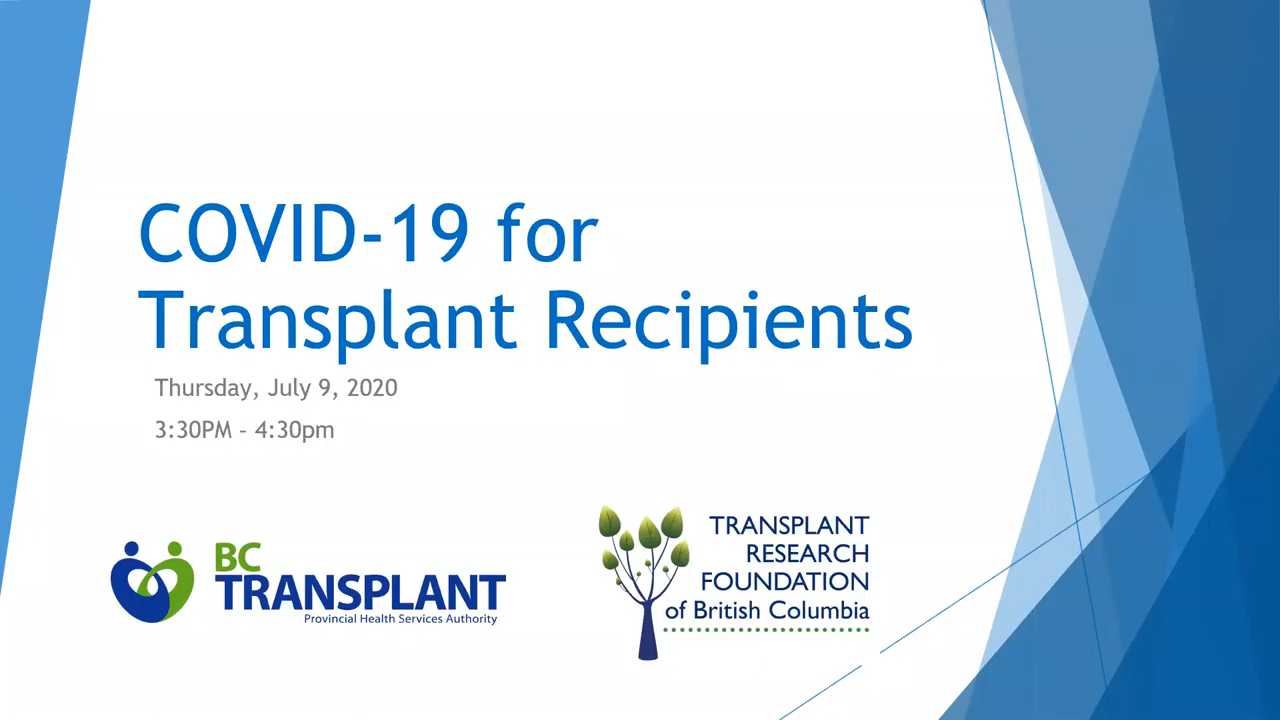 COVID-19 for
Transplant Recipients
Thursday, July 9, 2020
3:30PM - 4:30pm
BC
TRANSPLANT
Provincial Health Services Authority
TRANSPLANT
RESEARCH
FOUNDATION
of British Columbia